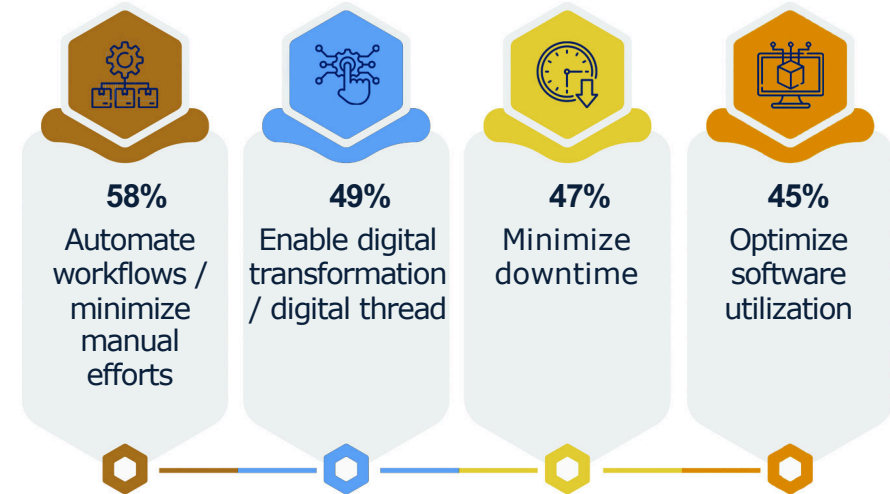 58%
Automate
workflows /
minimize
manual
efforts
49%
Enable digital
transformation
/ digital thread
47%
Minimize
downtime
45%
Optimize
software
utilization